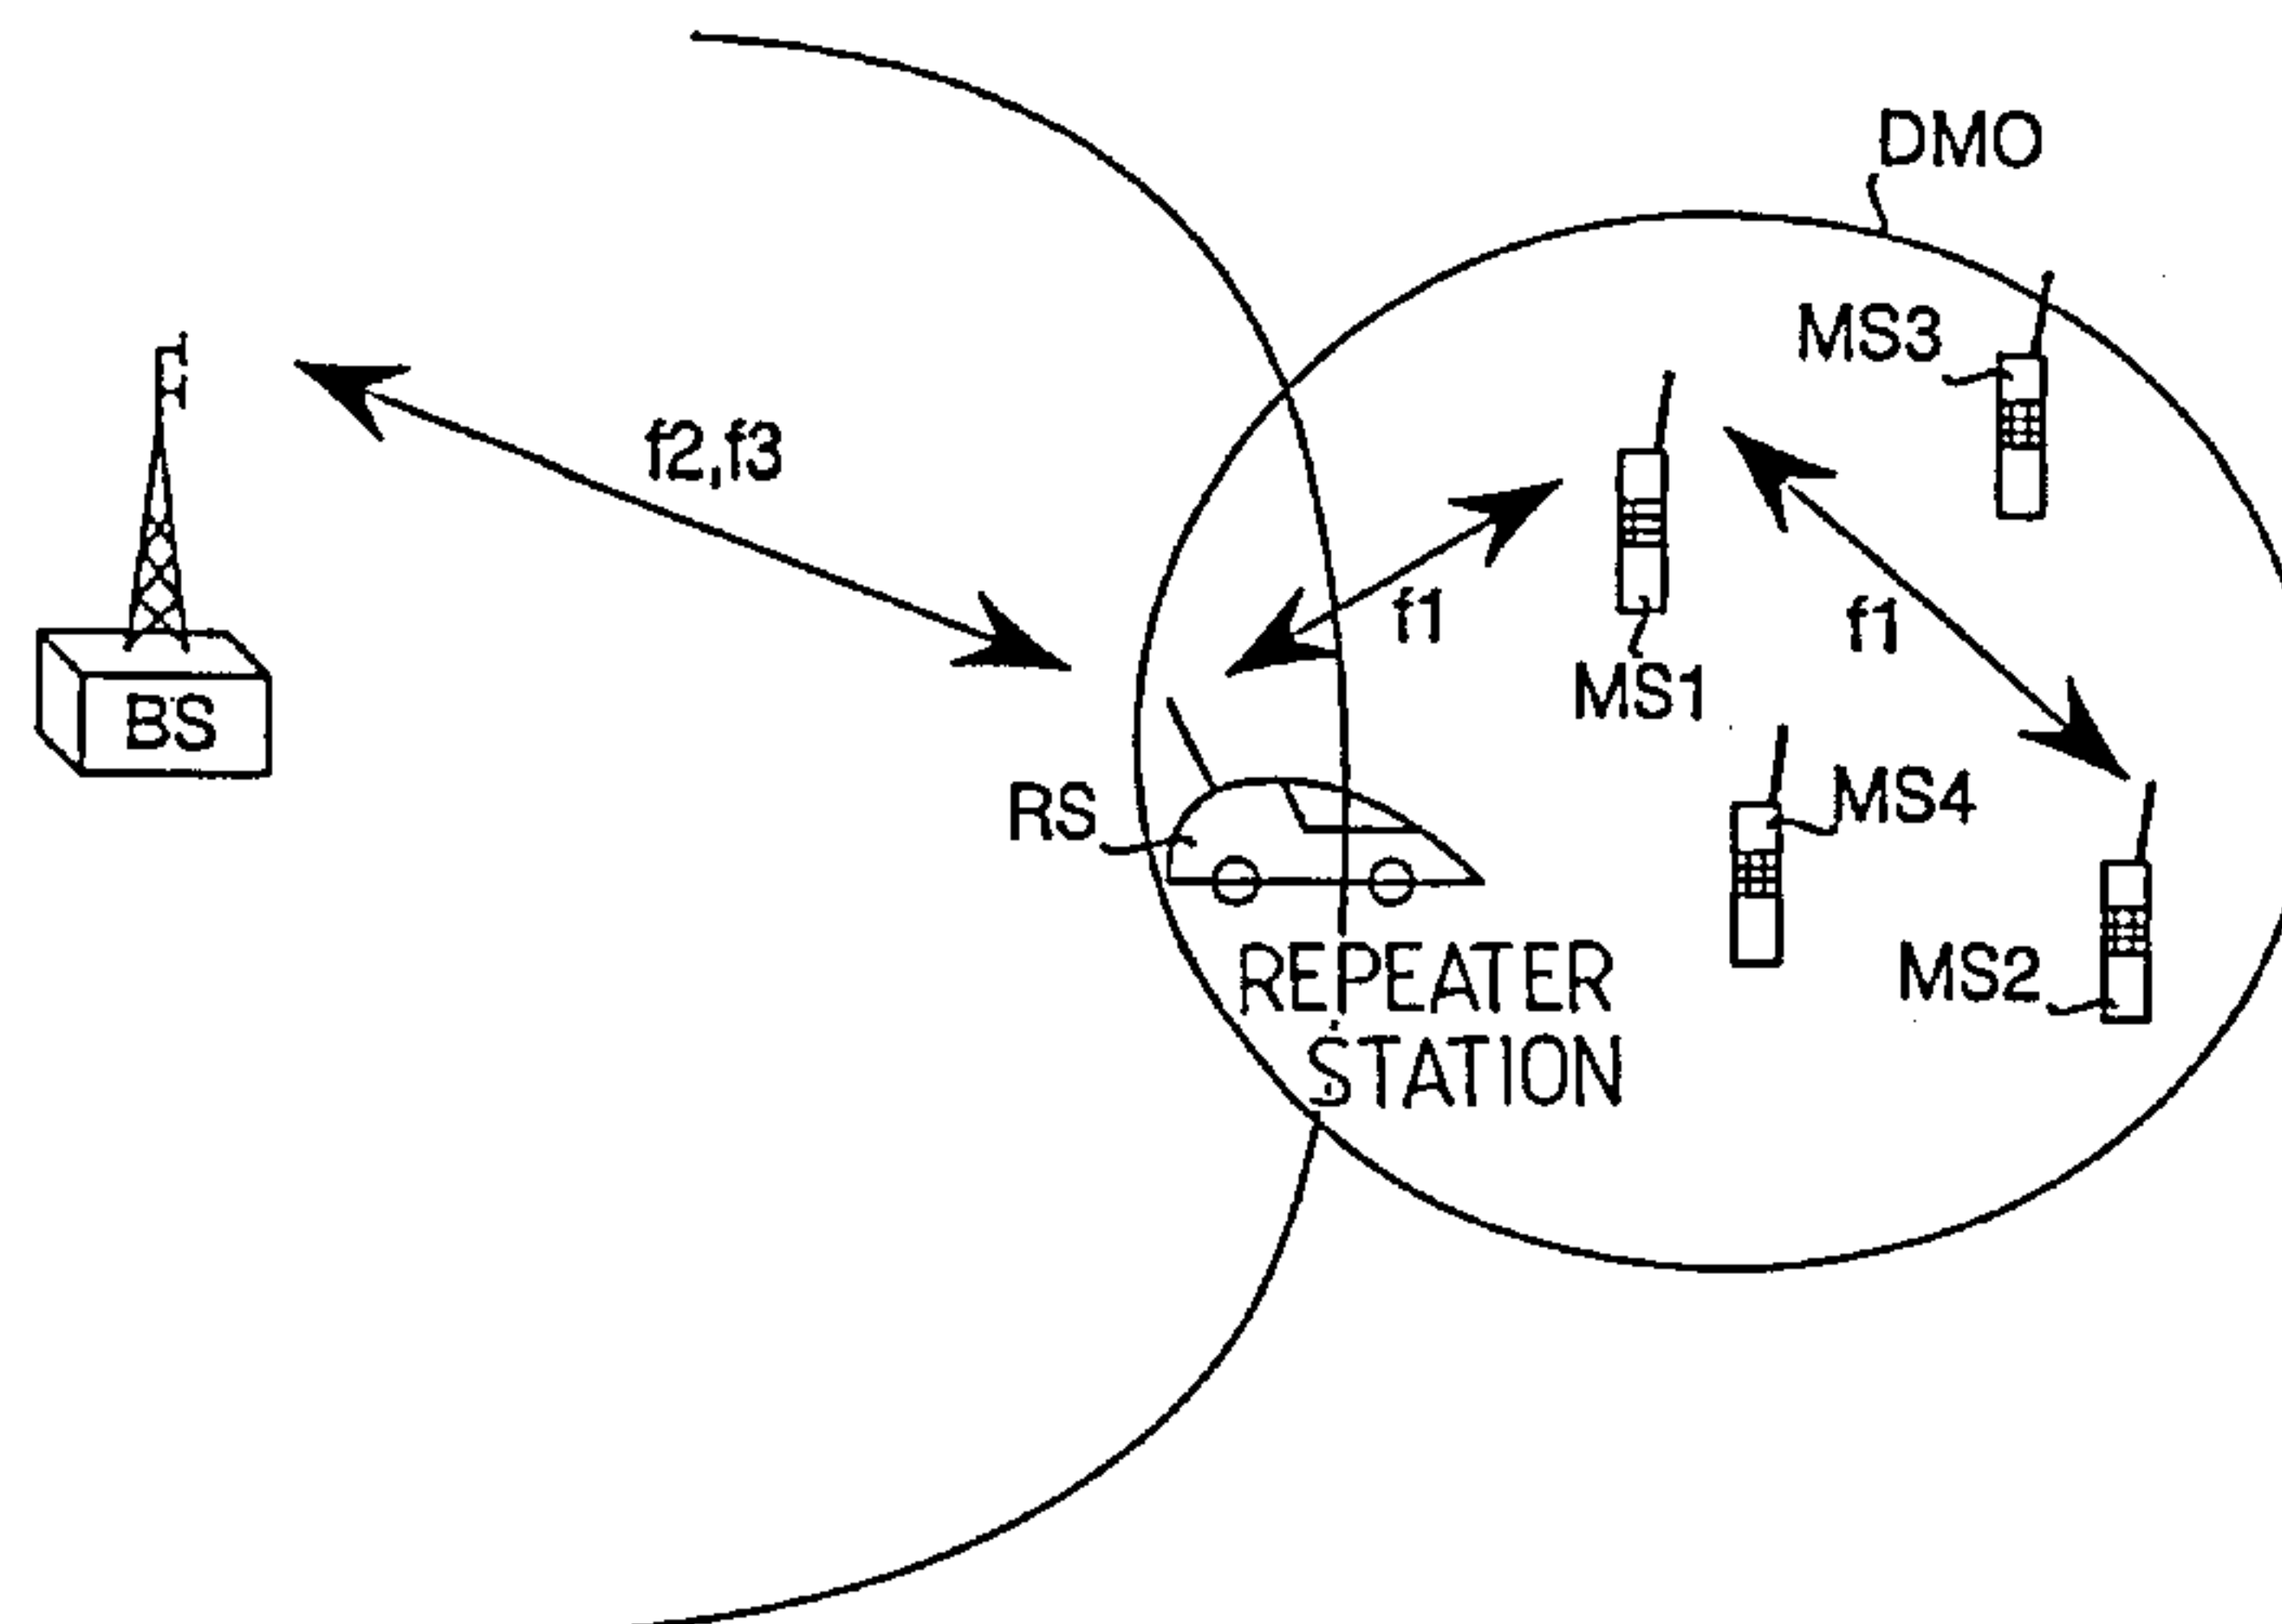 DMO
MS3
f2,f3
f1
f1
MS1
BS
RS
MS4
MS2
REPEATER
STATION